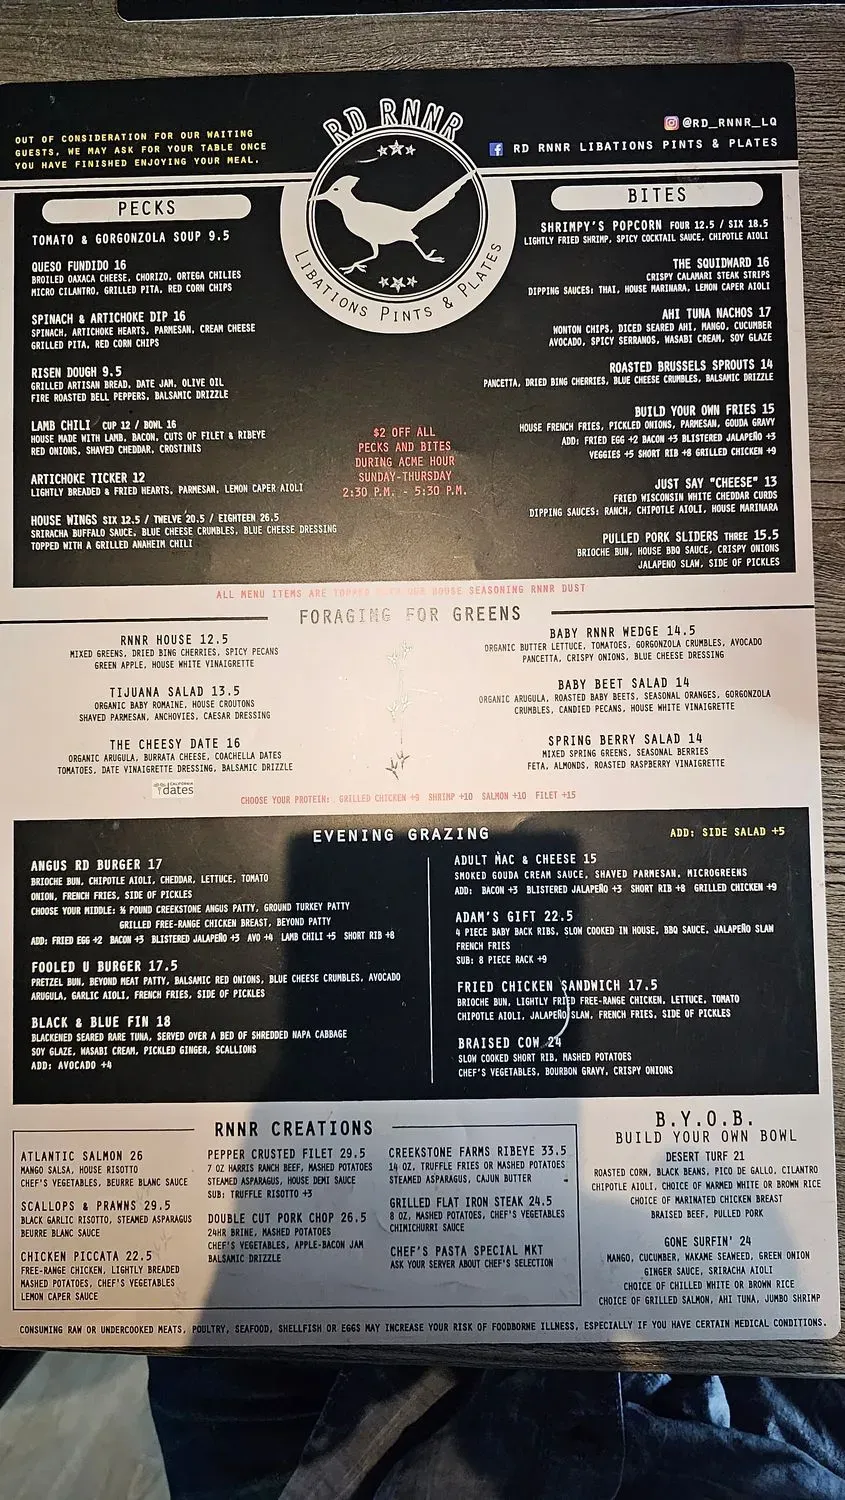 OUT OF CONSIDERATION FOR OUR WAITING
GUESTS, WE MAY ASK FOR YOUR TABLE ONCE
YOU HAVE FINISHED ENJOYING YOUR MEAL.
RD RNNR
LIBATIONS PINTS & PLATES
@RD_RNNR_LQ
RD RNNR LIBATIONS PINTS & PLATES
PECKS
TOMATO & GORGONZOLA SOUP 9.5
QUESO FUNDIDO 16
BROILED OAXACA CHEESE, CHORIZO, ORTEGA CHILIES
MICRO CILANTRO, GRILLED PITA, RED CORN CHIPS
SPINACH & ARTICHOKE DIP 16
SPINACH, ARTICHOKE HEARTS, PARMESAN, CREAM CHEESE
GRILLED PITA, RED CORN CHIPS
RISEN DOUGH 9.5
GRILLED ARTISAN BREAD, DATE JAM, OLIVE OIL
FIRE ROASTED BELL PEPPERS, BALSAMIC DRIZZLE
LAMB CHILI CUP 12 / BOWL 16
HOUSE MADE WITH LAMB, BACON, CUTS OF FILET & RIBEYE
RED ONIONS, SHAVED CHEDDAR, CROSTINIS
ARTICHOKE TICKER 12
LIGHTLY BREADED & FRIED HEARTS, PARMESAN, LEMON CAPER AIOLI
HOUSE WINGS SIX 12.5 / TWELVE 20.5 / EIGHTEEN 26.5
SRIRACHA BUFFALO SAUCE, BLUE CHEESE CRUMBLES, BLUE CHEESE DRESSING
TOPPED WITH A GRILLED ANAHEIM CHILI
$2 OFF ALL
PECKS AND BITES
DURING ACME HOUR
SUNDAY-THURSDAY
2:30 P.M. - 5:30 P.M.
BITES
SHRIMPY'S POPCORN FOUR 12.5 / SIX 18.5
LIGHTLY FRIED SHRIMP, SPICY COCKTAIL SAUCE, CHIPOTLE AIOLI
THE SQUIDWARD 16
CRISPY CALAMARI STEAK STRIPS
DIPPING SAUCES: THAI, HOUSE MARINARA, LEMON CAPER AIOLI
AHI TUNA NACHOS 17
WONTON CHIPS, DICED SEARED AHI, MANGO, CUCUMBER
AVOCADO, SPICY SERRANOS, WASABI CREAM, SOY GLAZE
ROASTED BRUSSELS SPROUTS 14
PANCETTA, DRIED BING CHERRIES, BLUE CHEESE CRUMBLES, BALSAMIC DRIZZLE
BUILD YOUR OWN FRIES 15
HOUSE FRENCH FRIES, PICKLED ONIONS, PARMESAN, GOUDA GRAVY
ADD: FRIED EGG +2 BACON +3 BLISTERED JALAPEÑO +3
VEGGIES +5 SHORT RIB +8 GRILLED CHICKEN +9
JUST SAY "CHEESE" 13
FRIED WISCONSIN WHITE CHEDDAR CURDS
DIPPING SAUCES: RANCH, CHIPOTLE AIOLI, HOUSE MARINARA
PULLED PORK SLIDERS THREE 15.5
BRIOCHE BUN, HOUSE BBQ SAUCE, CRISPY ONIONS
JALAPENO SLAW, SIDE OF PICKLES
ALL MENU ITEMS ARE TOPPED WITH OUR HOUSE SEASONING RNNR DUST
FORAGING FOR GREENS
RNNR HOUSE 12.5
MIXED GREENS, DRIED BING CHERRIES, SPICY PECANS
GREEN APPLE, HOUSE WHITE VINAIGRETTE
TIJUANA SALAD 13.5
ORGANIC BABY ROMAINE, HOUSE CROUTONS
SHAVED PARMESAN, ANCHOVIES, CAESAR DRESSING
THE CHEESY DATE 16
ORGANIC ARUGULA, BURRATA CHEESE, COACHELLA DATES
TOMATOES, DATE VINAIGRETTE DRESSING, BALSAMIC DRIZZLE
CALIFORNIA
dates
BABY RNNR WEDGE 14.5
ORGANIC BUTTER LETTUCE, TOMATOES, GORGONZOLA CRUMBLES, AVOCADO
PANCETTA, CRISPY ONIONS, BLUE CHEESE DRESSING
BABY BEET SALAD 14
ORGANIC ARUGULA, ROASTED BABY BEETS, SEASONAL ORANGES, GORGONZOLA
CRUMBLES, CANDIED PECANS, HOUSE WHITE VINAIGRETTE
SPRING BERRY SALAD 14
MIXED SPRING GREENS, SEASONAL BERRIES
FETA, ALMONDS, ROASTED RASPBERRY VINAIGRETTE
CHOOSE YOUR PROTEIN: GRILLED CHICKEN +9 SHRIMP +10 SALMON +10 FILET +15
EVENING GRAZING
ADD: SIDE SALAD +5
ANGUS RD BURGER 17
BRIOCHE BUN, CHIPOTLE AIOLI, CHEDDAR, LETTUCE, TOMATO
ONION, FRENCH FRIES, SIDE OF PICKLES
CHOOSE YOUR MIDDLE: ½ POUND CREEKSTONE ANGUS PATTY, GROUND TURKEY PATTY
GRILLED FREE-RANGE CHICKEN BREAST, BEYOND PATTY
ADD: FRIED EGG +2 BACON +3 BLISTERED JALAPEÑO +3 AVO +4 LAMB CHILI +5 SHORT RIB +8
FOOLED U BURGER 17.5
PRETZEL BUN, BEYOND MEAT PATTY, BALSAMIC RED ONIONS, BLUE CHEESE CRUMBLES, AVOCADO
ARUGULA, GARLIC AIOLI, FRENCH FRIES, SIDE OF PICKLES
BLACK & BLUE FIN 18
BLACKENED SEARED RARE TUNA, SERVED OVER A BED OF SHREDDED NAPA CABBAGE
SOY GLAZE, WASABI CREAM, PICKLED GINGER, SCALLIONS
ADD: AVOCADO +4
ADULT MAC & CHEESE 15
SMOKED GOUDA CREAM SAUCE, SHAVED PARMESAN, MICROGREENS
ADD: BACON +3 BLISTERED JALAPEÑO +3 SHORT RIB +8 GRILLED CHICKEN +9
ADAM'S GIFT 22.5
4 PIECE BABY BACK RIBS, SLOW COOKED IN HOUSE, BBQ SAUCE, JALAPEÑO SLAW
FRENCH FRIES
SUB: 8 PIECE RACK +9
FRIED CHICKEN SANDWICH 17.5
BRIOCHE BUN, LIGHTLY FRIED FREE-RANGE CHICKEN, LETTUCE, TOMATO
CHIPOTLE AIOLI, JALAPEÑO SLAW, FRENCH FRIES, SIDE OF PICKLES
BRAISED COW 24
SLOW COOKED SHORT RIB, MASHED POTATOES
CHEF'S VEGETABLES, BOURBON GRAVY, CRISPY ONIONS
RNNR CREATIONS
ATLANTIC SALMON 26
MANGO SALSA, HOUSE RISOTTO
CHEF'S VEGETABLES, BEURRE BLANC SAUCE
SCALLOPS & PRAWNS 29.5
BLACK GARLIC RISOTTO, STEAMED ASPARAGUS
BEURRE BLANC SAUCE
CHICKEN PICCATA 22.5
FREE-RANGE CHICKEN, LIGHTLY BREADED
MASHED POTATOES, CHEF'S VEGETABLES
LEMON CAPER SAUCE
PEPPER CRUSTED FILET 29.5
7 OZ HARRIS RANCH BEEF, MASHED POTATOES
STEAMED ASPARAGUS, HOUSE DEMI SAUCE
SUB: TRUFFLE RISOTTO +3
DOUBLE CUT PORK CHOP 26.5
24HR BRINE, MASHED POTATOES
CHEF'S VEGETABLES, APPLE-BACON JAM
BALSAMIC DRIZZLE
CREEKSTONE FARMS RIBEYE 33.5
14 OZ, TRUFFLE FRIES OR MASHED POTATOES
STEAMED ASPARAGUS, CAJUN BUTTER
GRILLED FLAT IRON STEAK 24.5
8 OZ, MASHED POTATOES, CHEF'S VEGETABLES
CHIMICHURRI SAUCE
CHEF'S PASTA SPECIAL MKT
ASK YOUR SERVER ABOUT CHEF'S SELECTION
B.Y.O.B.
BUILD YOUR OWN BOWL
DESERT TURF 21
ROASTED CORN, BLACK BEANS, PICO DE GALLO, CILANTRO
CHIPOTLE AIOLI, CHOICE OF WARMED WHITE OR BROWN RICE
CHOICE OF MARINATED CHICKEN BREAST
BRAISED BEEF, PULLED PORK
GONE SURFIN' 24
MANGO, CUCUMBER, WAKAME SEAWEED, GREEN ONION
GINGER SAUCE, SRIRACHA AIOLI
CHOICE OF CHILLED WHITE OR BROWN RICE
CHOICE OF GRILLED SALMON, AHI TUNA, JUMBO SHRIMP
CONSUMING RAW OR UNDERCOOKED MEATS, POULTRY, SEAFOOD, SHELLFISH OR EGGS MAY INCREASE YOUR RISK OF FOODBORNE ILLNESS, ESPECIALLY IF YOU HAVE CERTAIN MEDICAL CONDITIONS.